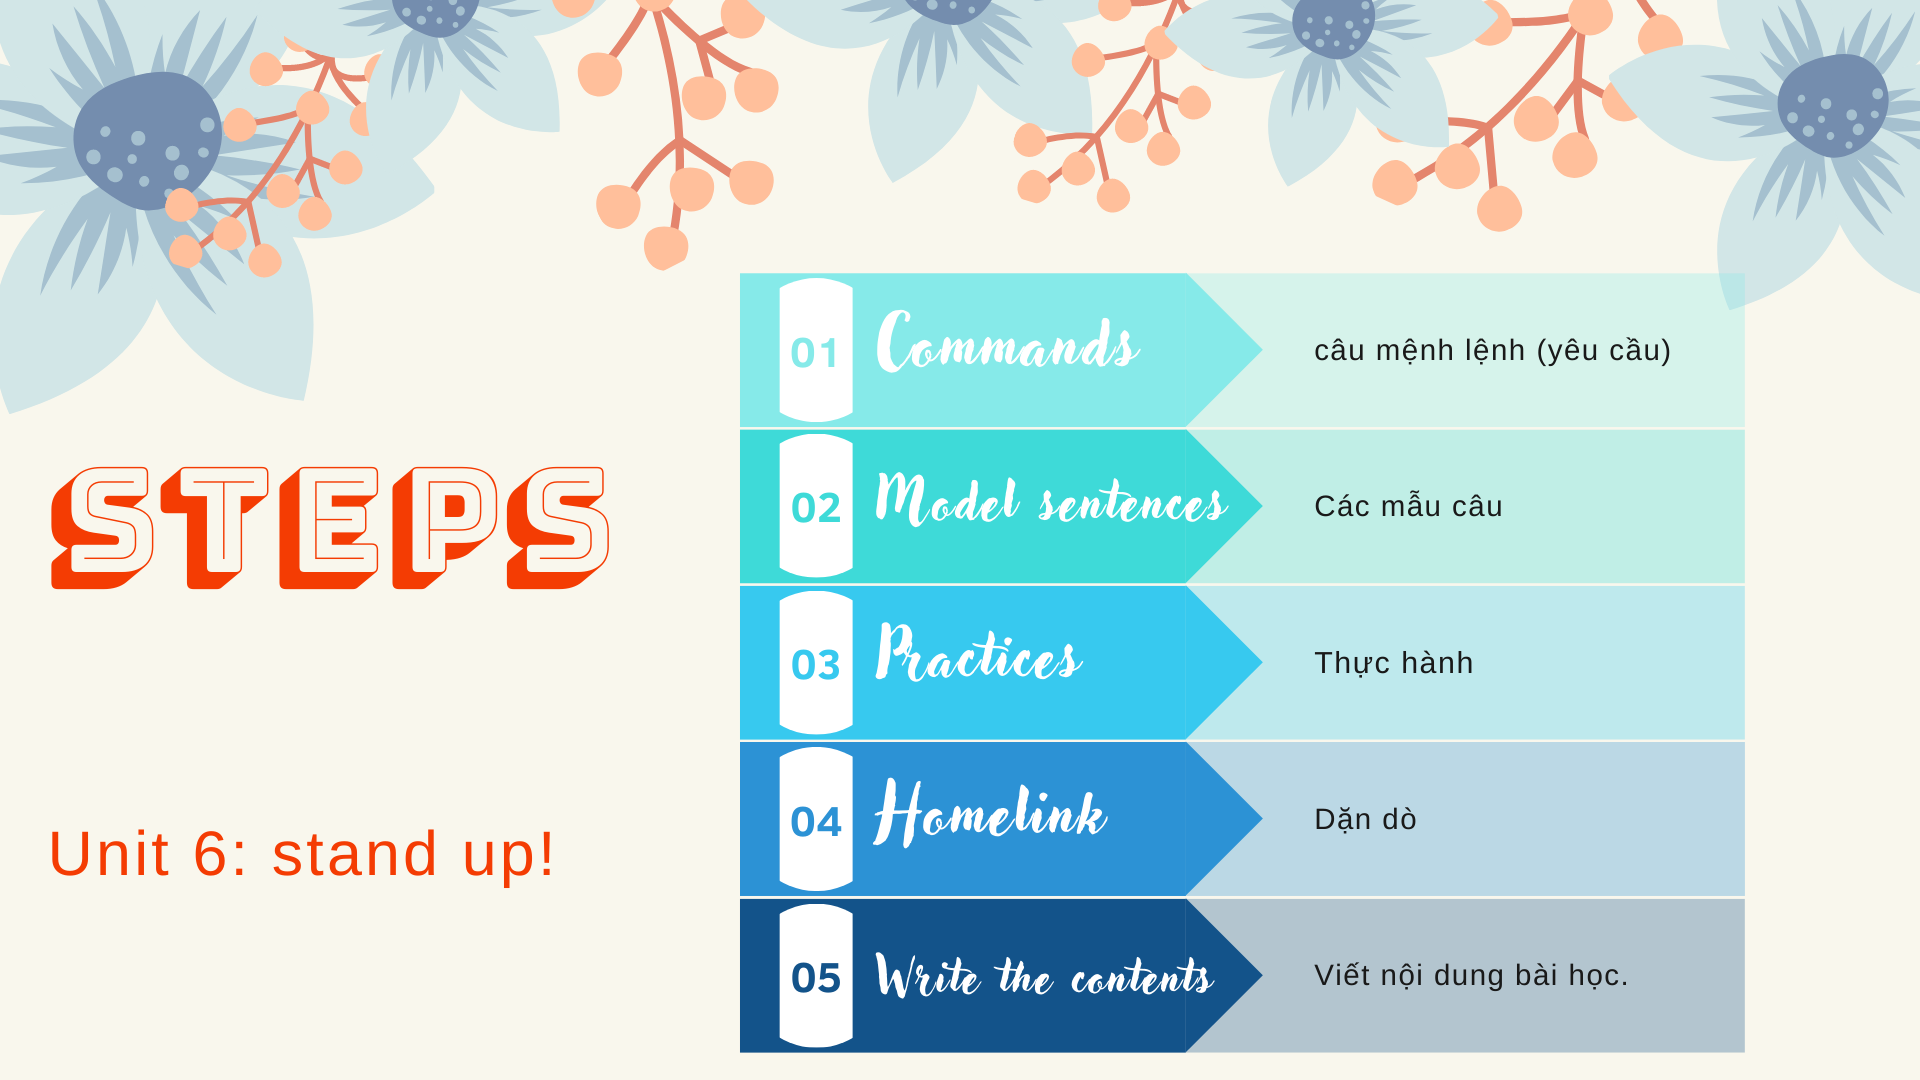 STEPS
Unit 6: stand up!
01 Commands câu mệnh lệnh (yêu cầu)
02 Model sentences Các mẫu câu
03 Practices Thực hành
04 Homelink Dặn dò
05 Write the contents Viết nội dung bài học.